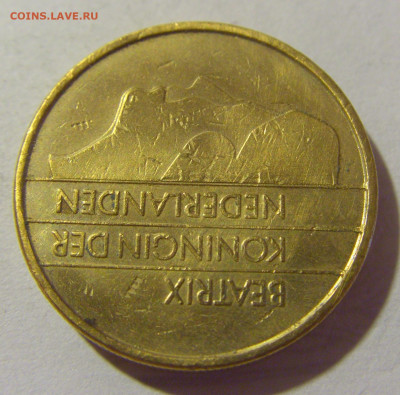 COINS.LAVE.RU
BEATRIX
KONINGIN DER
NEDERLANDEN